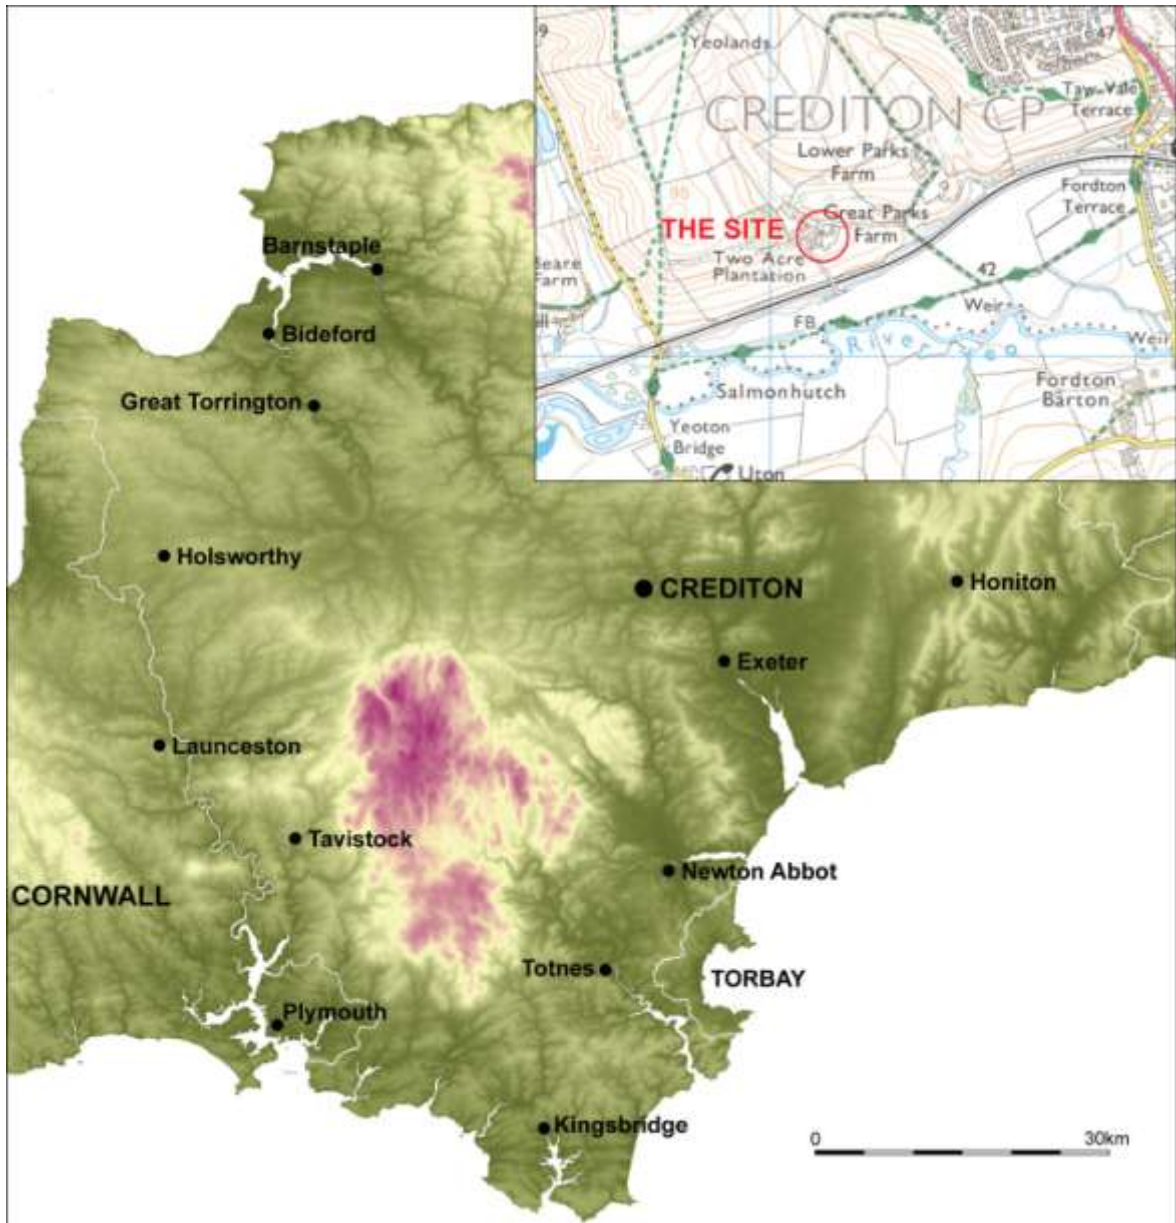 Yeolands
47
Taw Vale
Terrace
CREDITON CP
Lower Parks
Farm
Fordton
Terrace
Great Parks
Farm
THE SITE
Two Acre
Plantation
42
Farm
Weir
FB
River Yeo
Weir
Salmonhutch
Fordton
Barton
Yeoton
Bridge
Uton
Barnstaple
Bideford
Great Torrington
Holsworthy
CREDITON
Honiton
Exeter
Launceston
Tavistock
Newton Abbot
CORNWALL
Totnes
TORBAY
Plymouth
Kingsbridge
0
30km